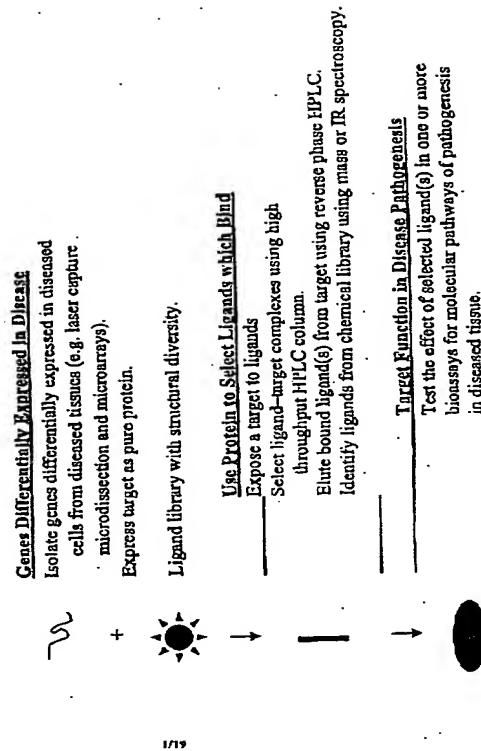 Genes Differentially Expressed in Disease
Isolate genes differentially expressed in diseased
cells from diseased tissues (e.g. laser capture
microdissection and microarrays).
+
Express target as pure protein.
Ligand library with structural diversity.
Use Protein to Select Ligands which Bind
Expose a target to ligands
Select ligand–target complexes using high
throughput HPLC column.
Elute bound ligand(s) from target using reverse phase HPLC.
Identify ligands from chemical library using mass or IR spectroscopy.
Target Function in Disease Pathogenesis
Test the effect of selected ligand(s) in one or more
bioassays for molecular pathways of pathogenesis
in diseased tissue.
1/19